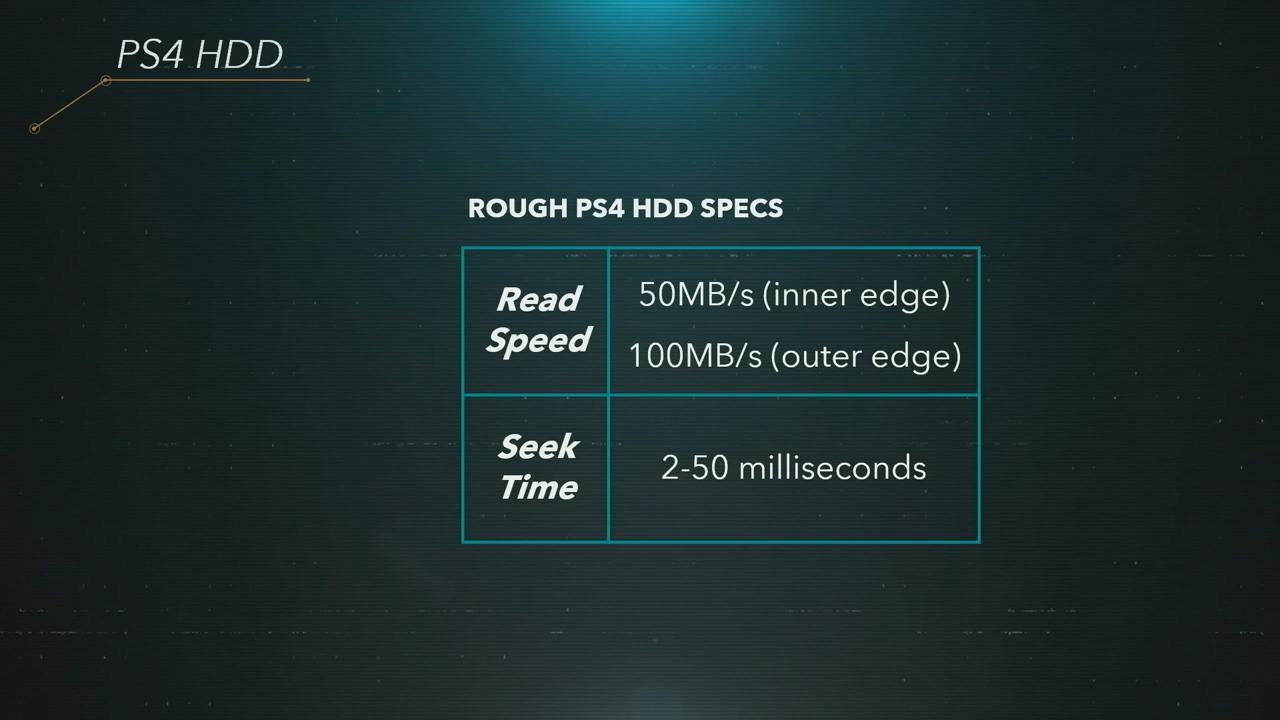 PS4 HDD
ROUGH PS4 HDD SPECS
Read
Speed
50MB/s (inner edge)
100MB/s (outer edge)
Seek
Time
2-50 milliseconds